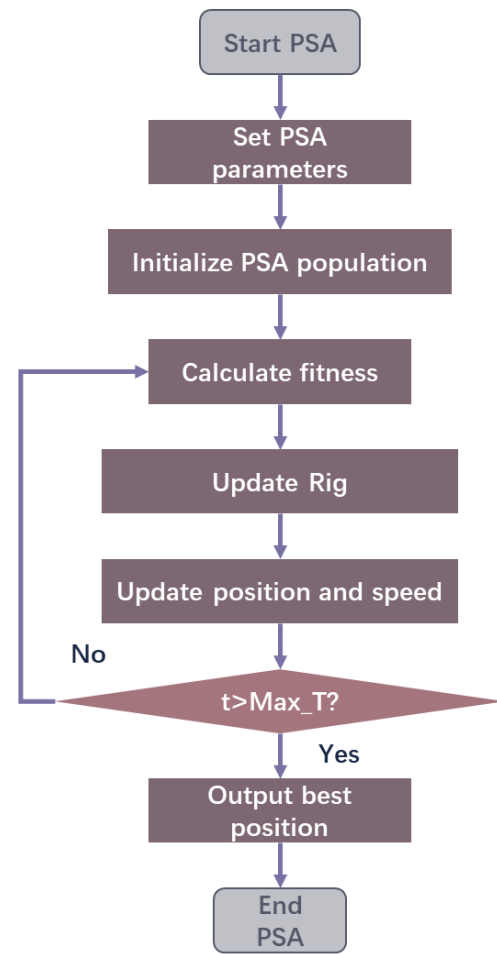 Start PSA
Set PSA
parameters
Initialize PSA population
Calculate fitness
Update Rig
Update position and speed
No
t>Max_T?
Yes
Output best
position
End
PSA